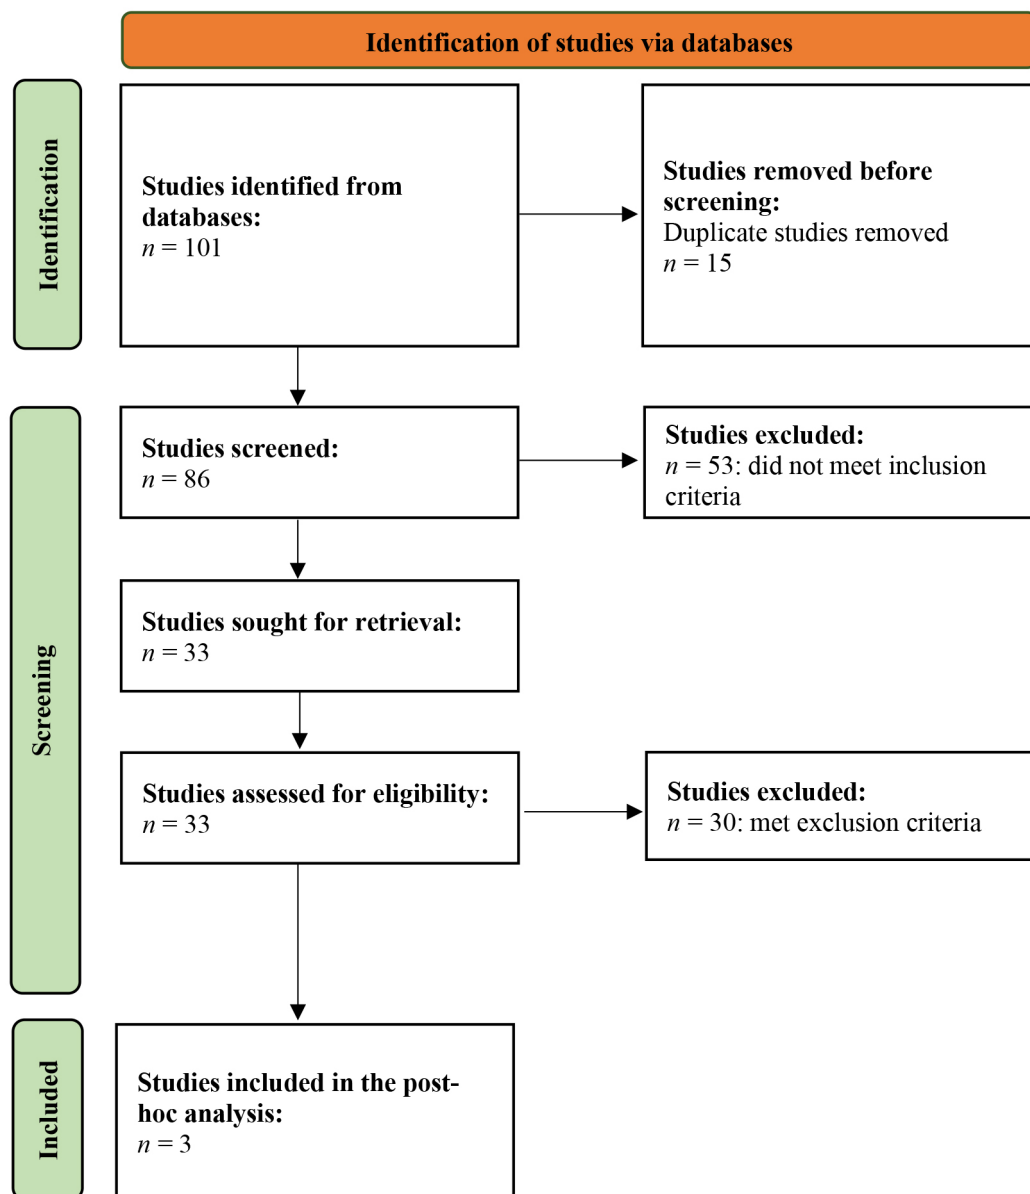 Identification of studies via databases
Identification
Studies identified from
databases:
n = 101
Studies removed before
screening:
Duplicate studies removed
n = 15
Screening
Studies screened:
n = 86
Studies excluded:
n = 53: did not meet inclusion
criteria
Studies sought for retrieval:
n = 33
Studies assessed for eligibility:
n = 33
Studies excluded:
n = 30: met exclusion criteria
Included
Studies included in the post-
hoc analysis:
n = 3